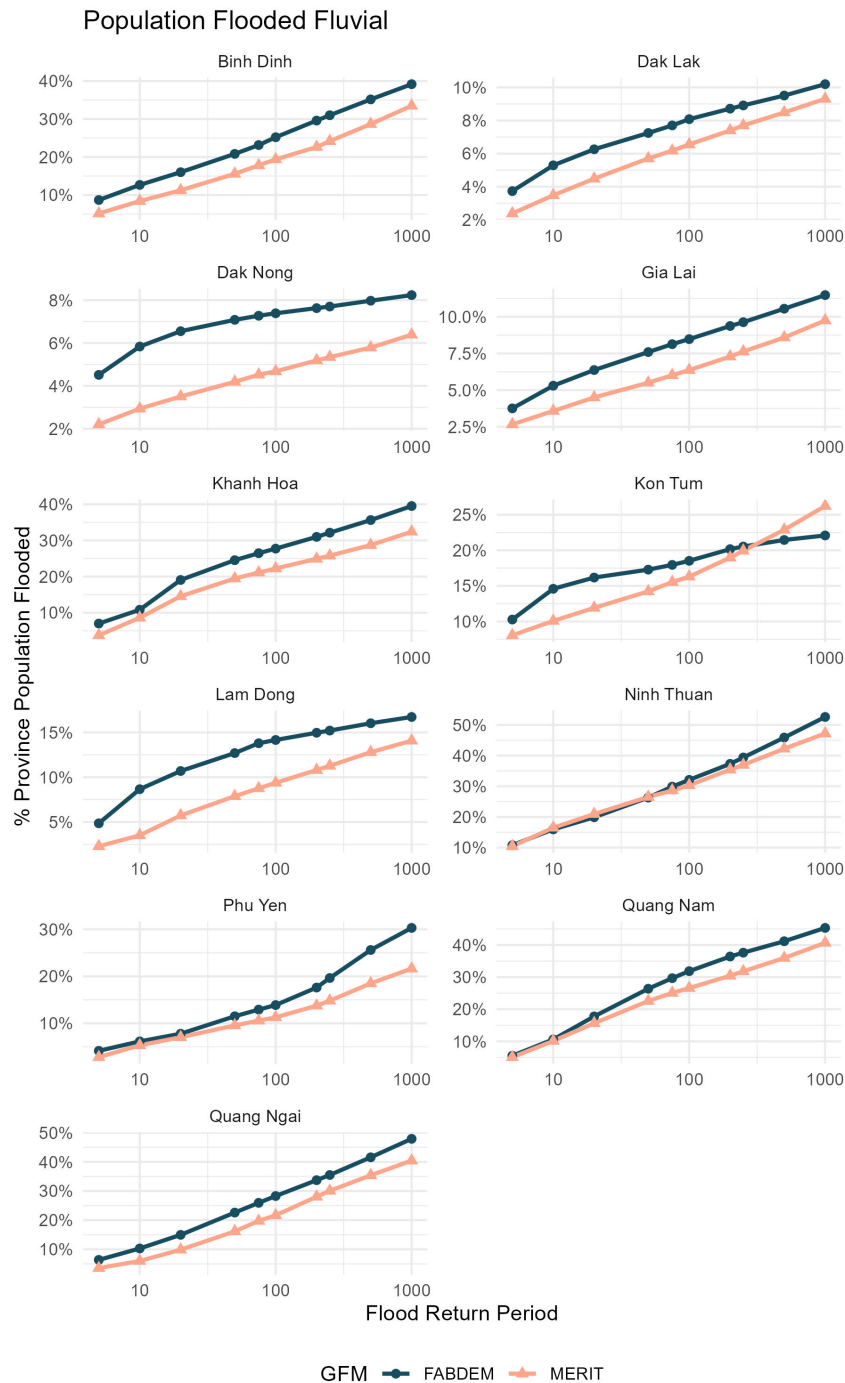 Population Flooded Fluvial
Binh Dinh
40%
30%
20%
10%
10 100 1000
Dak Lak
10%
8%
6%
4%
2%
10 100 1000
Dak Nong
8%
6%
4%
2%
10 100 1000
Gia Lai
10.0%
7.5%
5.0%
2.5%
10 100 1000
Khanh Hoa
40%
30%
20%
10%
10 100 1000
Kon Tum
25%
20%
15%
10%
10 100 1000
Lam Dong
15%
10%
5%
10 100 1000
Ninh Thuan
50%
40%
30%
20%
10%
10 100 1000
Phu Yen
30%
20%
10%
10 100 1000
Quang Nam
40%
30%
20%
10%
10 100 1000
Quang Ngai
50%
40%
30%
20%
10%
10 100 1000
% Province Population Flooded
Flood Return Period
GFM FABDEM MERIT